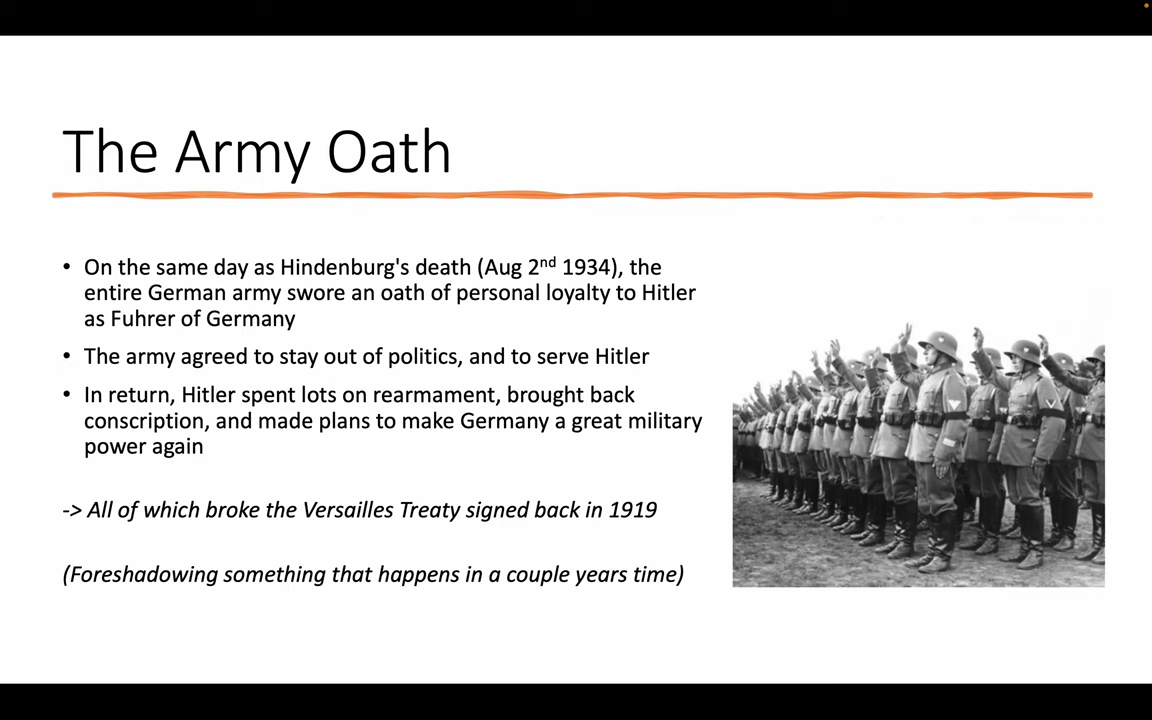 The Army Oath
• On the same day as Hindenburg's death (Aug 2nd 1934), the
entire German army swore an oath of personal loyalty to Hitler
as Fuhrer of Germany
• The army agreed to stay out of politics, and to serve Hitler
• In return, Hitler spent lots on rearmament, brought back
conscription, and made plans to make Germany a great military
power again
-> All of which broke the Versailles Treaty signed back in 1919
(Foreshadowing something that happens in a couple years time)